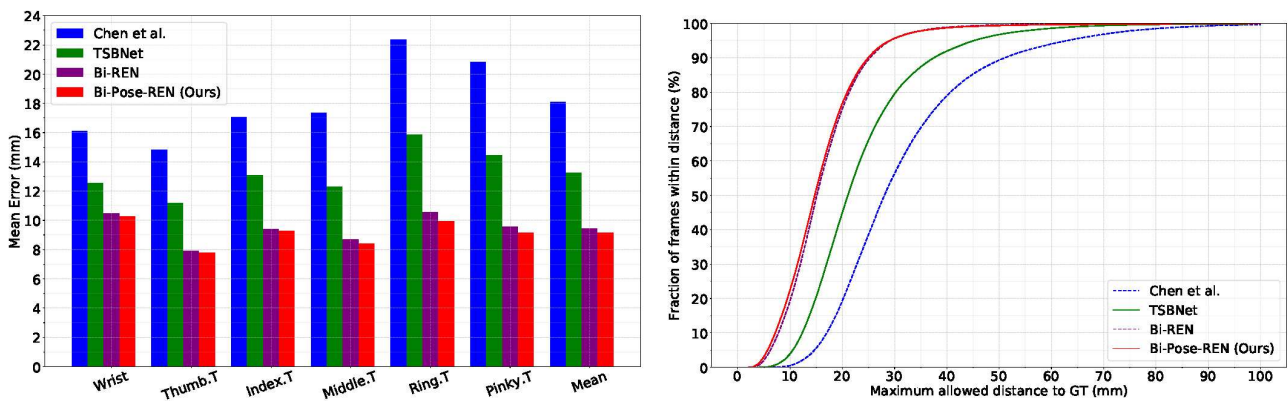 24
22
20
18
16
14
12
10
8
6
4
2
0
Mean Error (mm)
Chen et al.
TSBNet
Bi-REN
Bi-Pose-REN (Ours)
Wrist Thumb.T Index.T Middle.T Ring.T Pinky.T Mean
100
90
80
70
60
50
40
30
20
10
0
Fraction of frames within distance (%)
Chen et al.
TSBNet
Bi-REN
Bi-Pose-REN (Ours)
0 10 20 30 40 50 60 70 80 90 100
Maximum allowed distance to GT (mm)